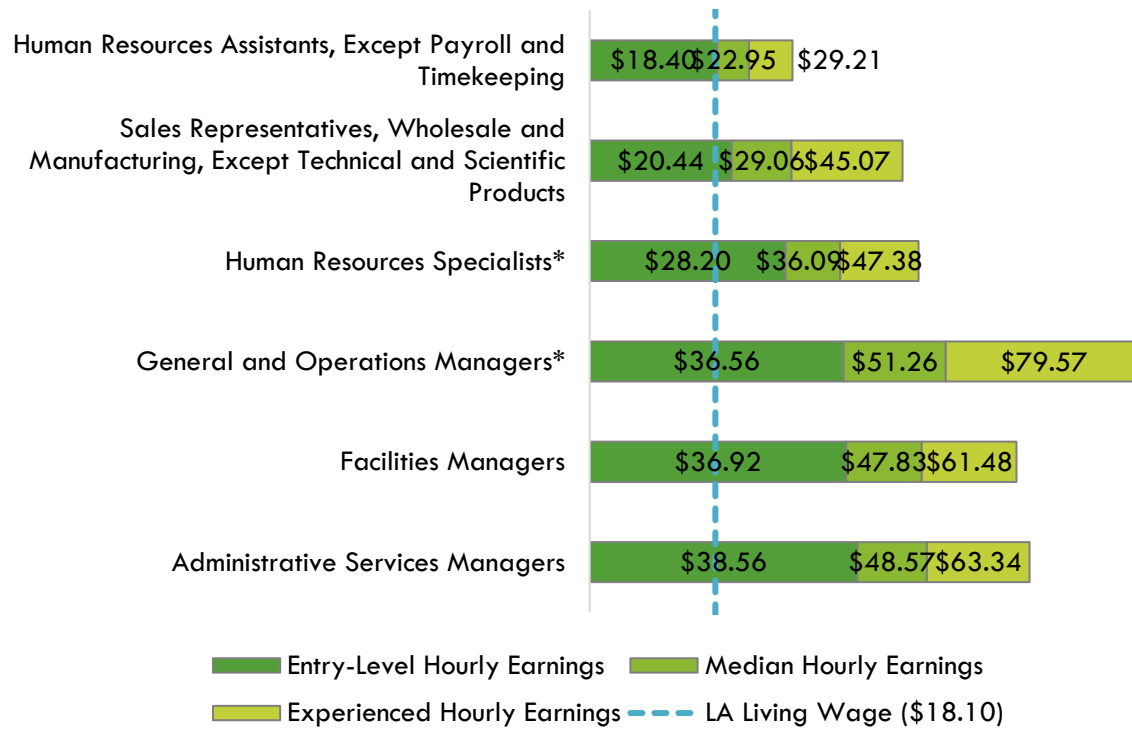 Human Resources Assistants, Except Payroll and
Timekeeping
$18.40 $22.95 $29.21
Sales Representatives, Wholesale and
Manufacturing, Except Technical and Scientific
Products
$20.44 $29.06 $45.07
Human Resources Specialists*
$28.20 $36.09 $47.38
General and Operations Managers*
$36.56 $51.26 $79.57
Facilities Managers
$36.92 $47.83 $61.48
Administrative Services Managers
$38.56 $48.57 $63.34
Entry-Level Hourly Earnings Median Hourly Earnings
Experienced Hourly Earnings LA Living Wage ($18.10)